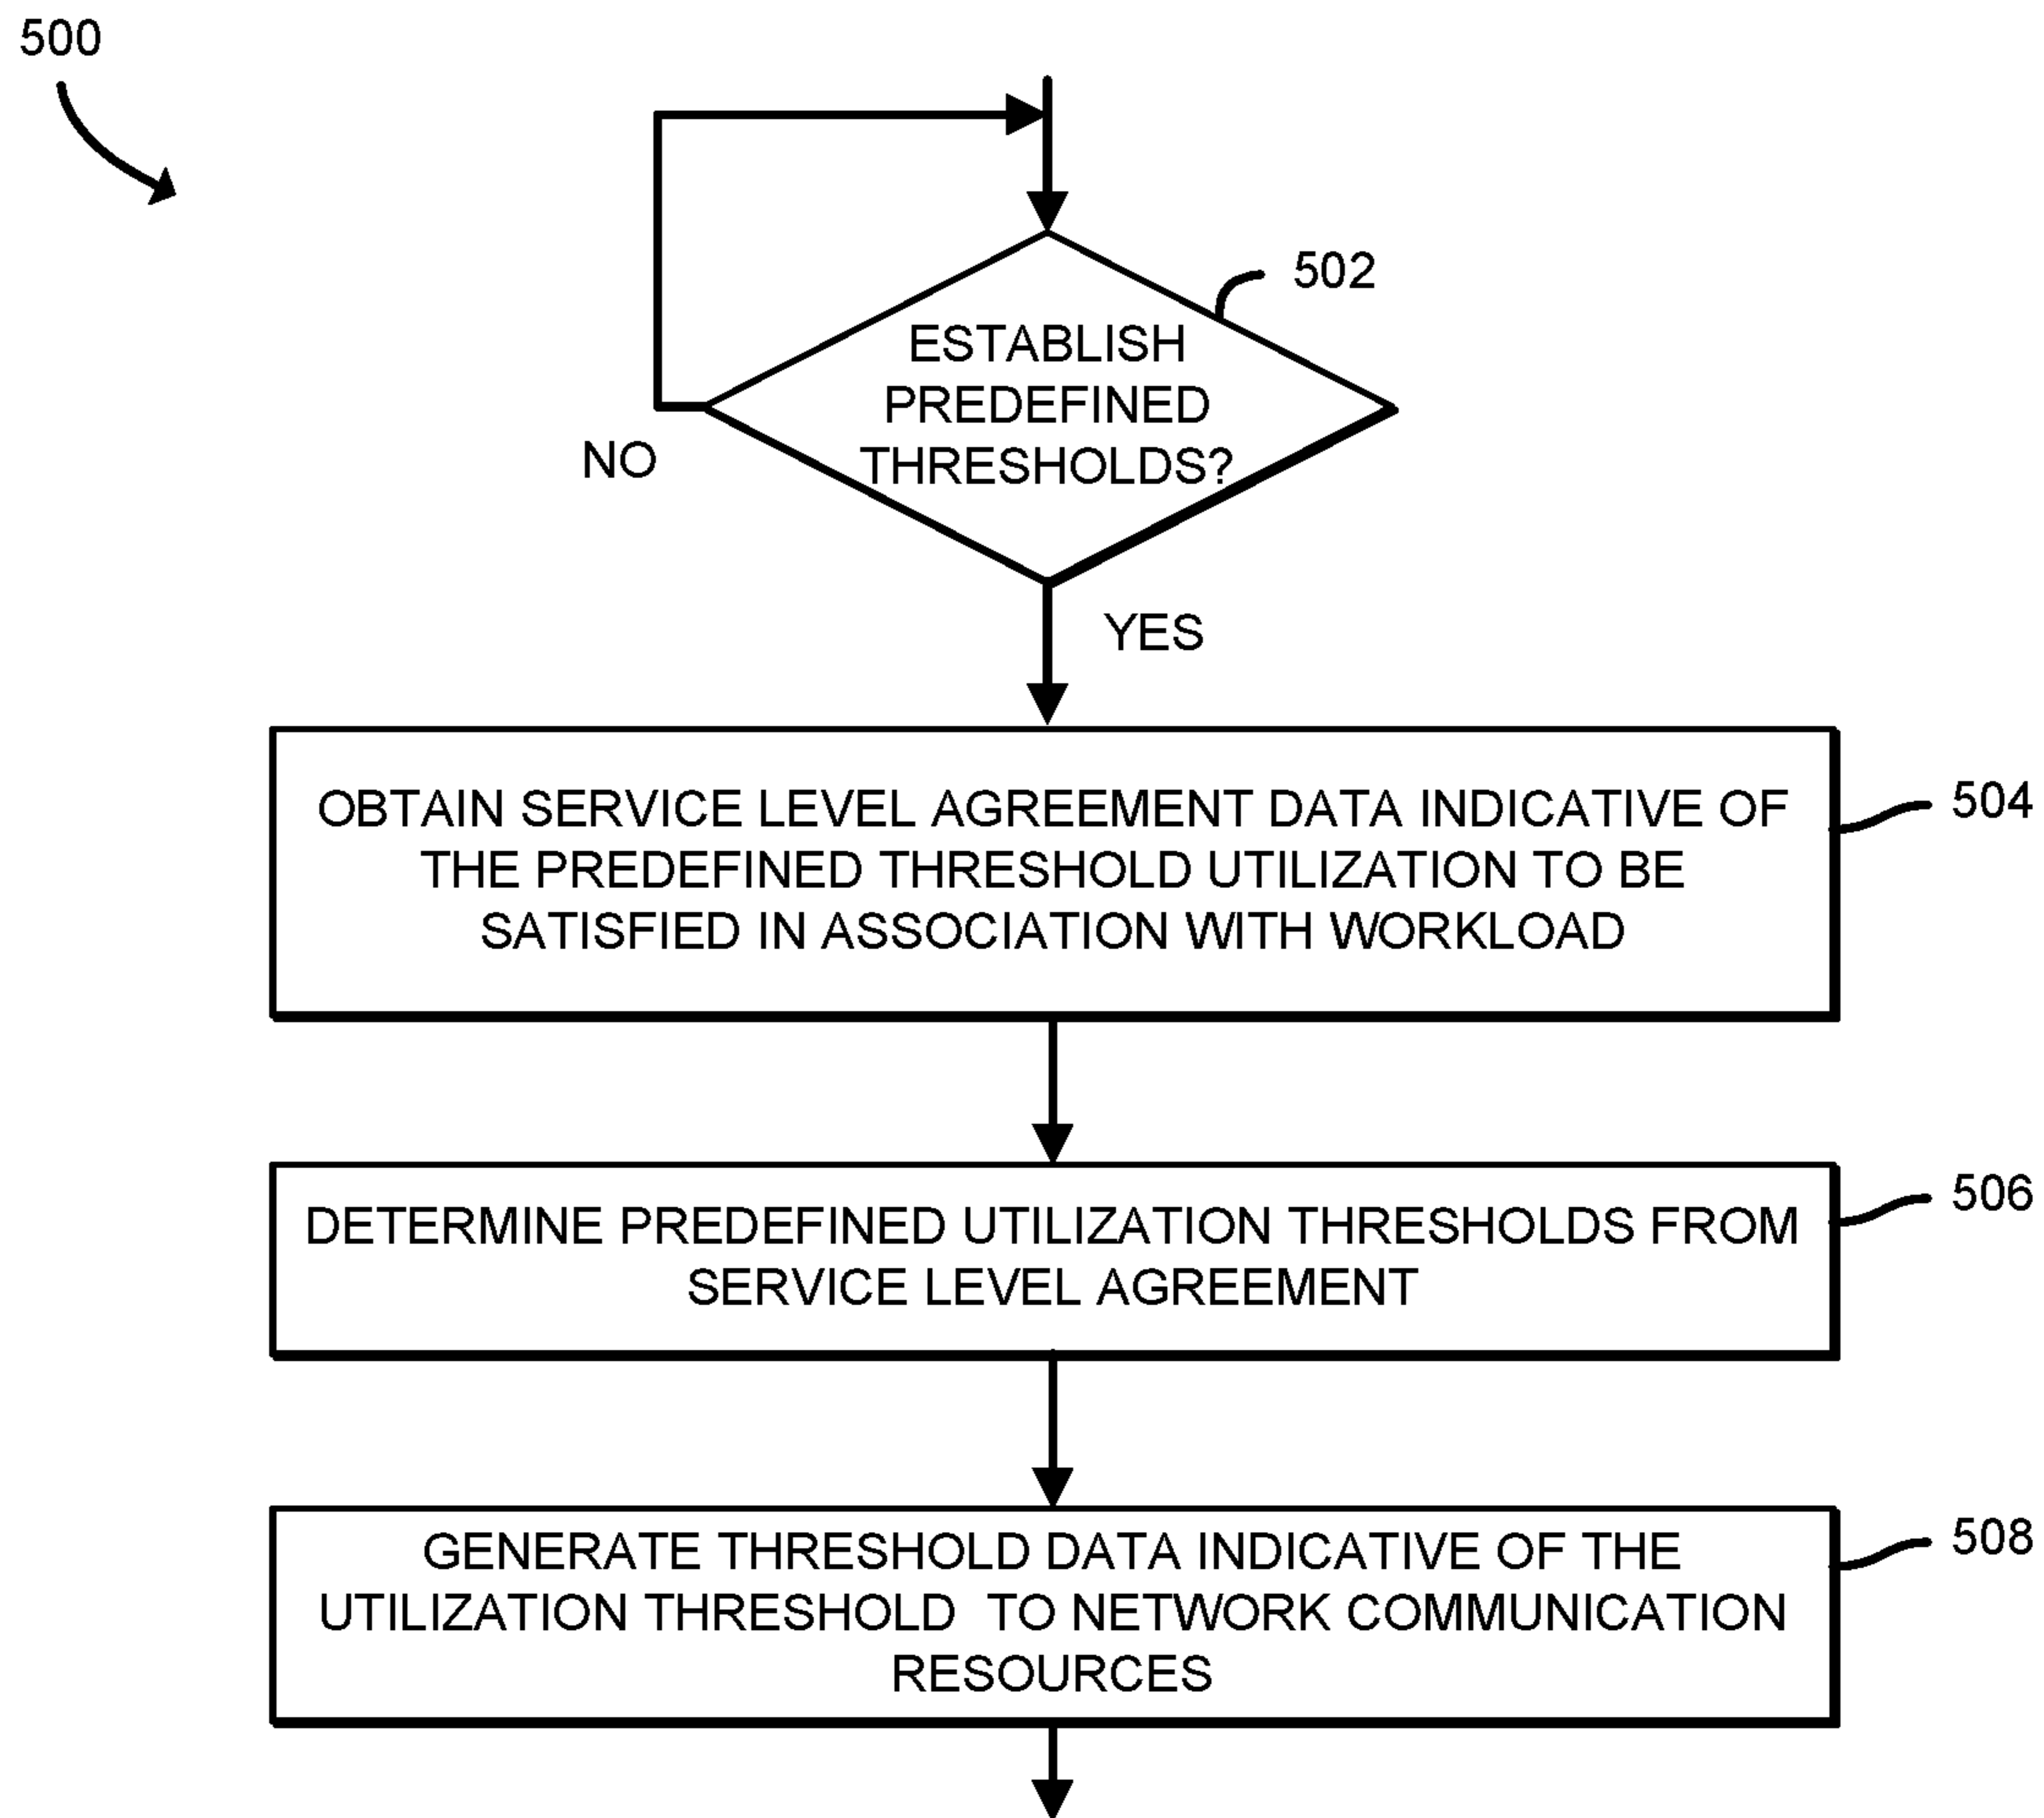 500
502
ESTABLISH
PREDEFINED
THRESHOLDS?
NO
YES
OBTAIN SERVICE LEVEL AGREEMENT DATA INDICATIVE OF
THE PREDEFINED THRESHOLD UTILIZATION TO BE
SATISFIED IN ASSOCIATION WITH WORKLOAD
504
DETERMINE PREDEFINED UTILIZATION THRESHOLDS FROM
SERVICE LEVEL AGREEMENT
506
GENERATE THRESHOLD DATA INDICATIVE OF THE
UTILIZATION THRESHOLD  TO NETWORK COMMUNICATION
RESOURCES
508